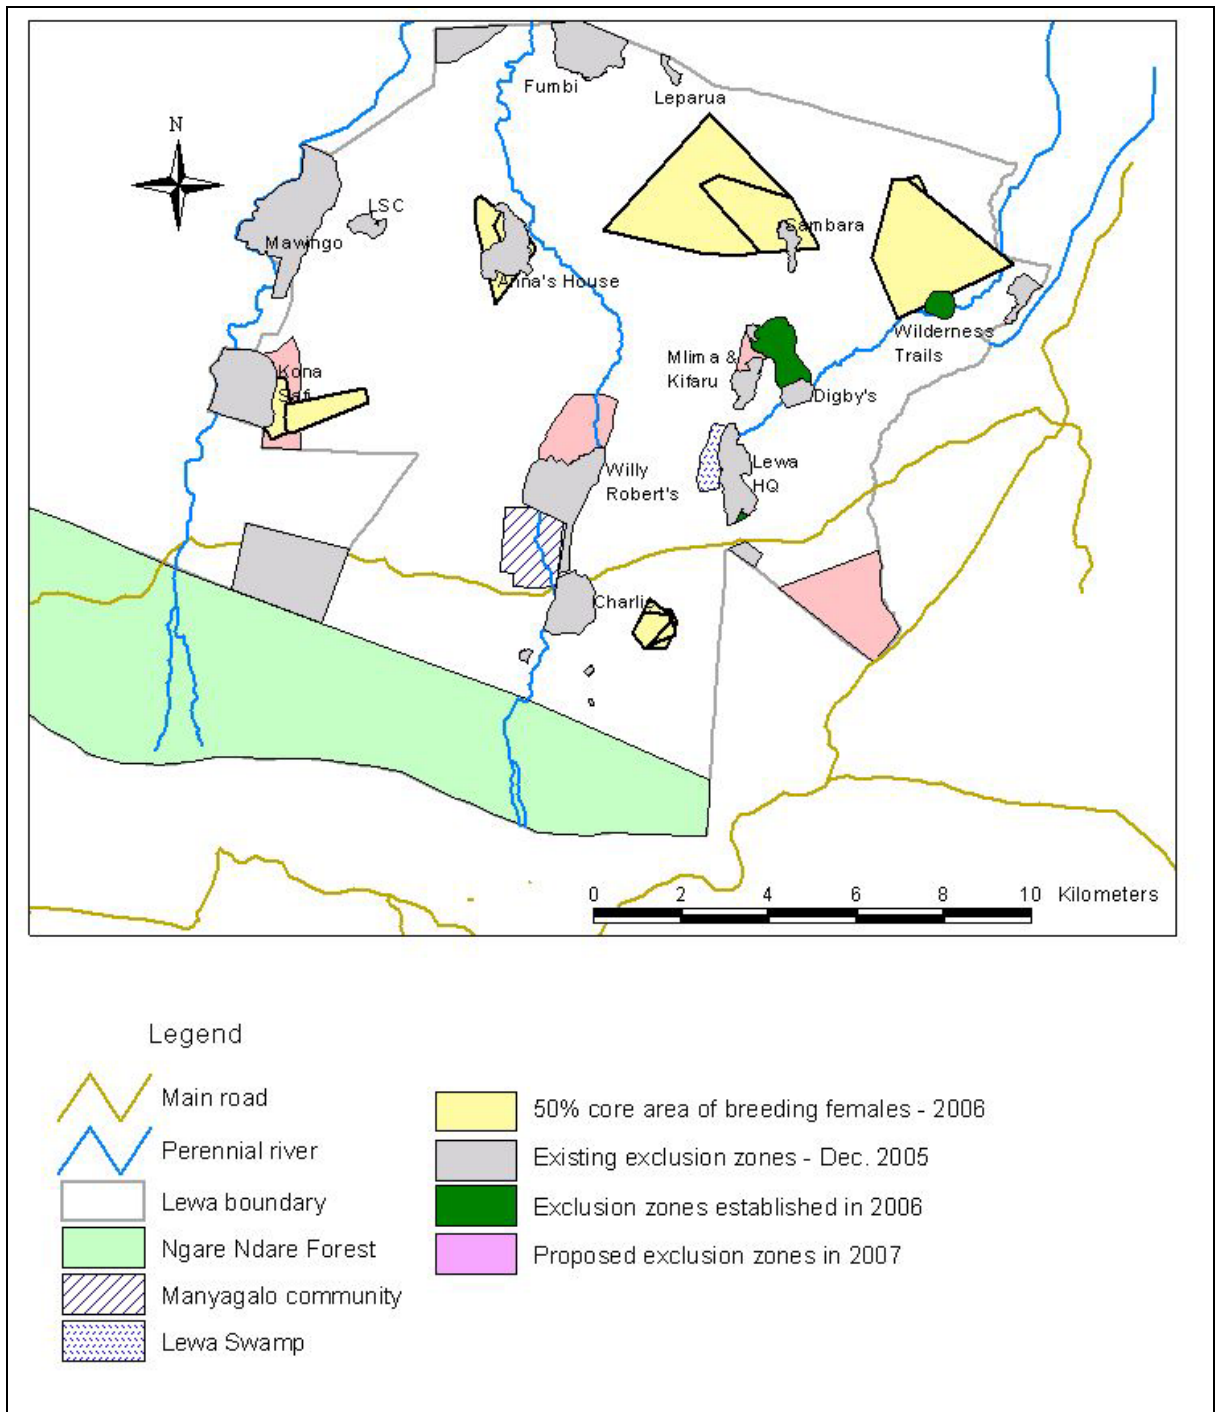 Fumbi
Leparua
N
LSC
Sambara
Mawingo
Anna's House
Wilderness
Trails
Mlima &
Kifaru
Kona
Safi
Digby's
Lewa
HQ
Willy
Robert's
Charlie
0 2 4 6 8 10 Kilometers
Legend
Main road
Perennial river
Lewa boundary
Ngare Ndare Forest
Manyagalo community
Lewa Swamp
50% core area of breeding females - 2006
Existing exclusion zones - Dec. 2005
Exclusion zones established in 2006
Proposed exclusion zones in 2007